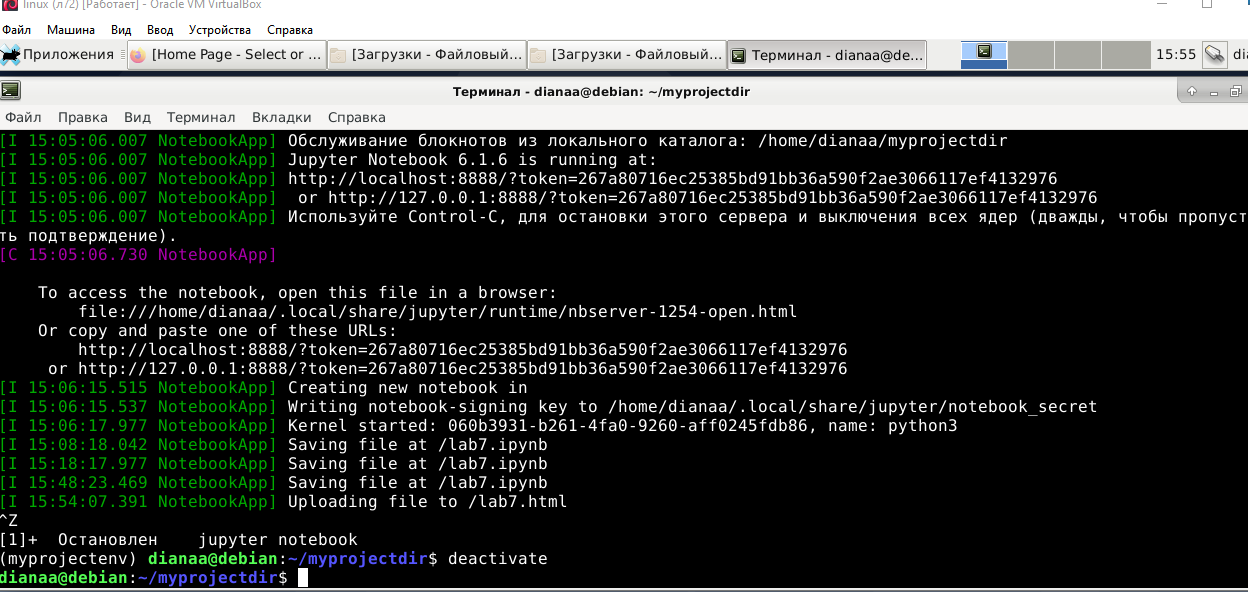 linux (л72) [Работает] - Oracle VM VirtualBox
Файл Машина Вид Ввод Устройства Справка
Приложения [Home Page - Select or ... [Загрузки - Файловый... [Загрузки - Файловый... Терминал - dianaa@de... 15:55 dia
Терминал - dianaa@debian: ~/myprojectdir
Файл Правка Вид Терминал Вкладки Справка
[I 15:05:06.007 NotebookApp] Обслуживание блокнотов из локального каталога: /home/dianaa/myprojectdir
[I 15:05:06.007 NotebookApp] Jupyter Notebook 6.1.6 is running at:
[I 15:05:06.007 NotebookApp] http://localhost:8888/?token=267a80716ec25385bd91bb36a590f2ae3066117ef4132976
[I 15:05:06.007 NotebookApp]  or http://127.0.0.1:8888/?token=267a80716ec25385bd91bb36a590f2ae3066117ef4132976
[I 15:05:06.007 NotebookApp] Используйте Control-C, для остановки этого сервера и выключения всех ядер (дважды, чтобы пропуст
ть подтверждение).
[C 15:05:06.730 NotebookApp]
To access the notebook, open this file in a browser:
file:///home/dianaa/.local/share/jupyter/runtime/nbserver-1254-open.html
Or copy and paste one of these URLs:
http://localhost:8888/?token=267a80716ec25385bd91bb36a590f2ae3066117ef4132976
or http://127.0.0.1:8888/?token=267a80716ec25385bd91bb36a590f2ae3066117ef4132976
[I 15:06:15.515 NotebookApp] Creating new notebook in
[I 15:06:15.537 NotebookApp] Writing notebook-signing key to /home/dianaa/.local/share/jupyter/notebook_secret
[I 15:06:17.977 NotebookApp] Kernel started: 060b3931-b261-4fa0-9260-aff0245fdb86, name: python3
[I 15:08:18.042 NotebookApp] Saving file at /lab7.ipynb
[I 15:18:17.977 NotebookApp] Saving file at /lab7.ipynb
[I 15:48:23.469 NotebookApp] Saving file at /lab7.ipynb
[I 15:54:07.391 NotebookApp] Uploading file to /lab7.html
^Z
[1]+  Остановлен    jupyter notebook
(myprojectenv) dianaa@debian:~/myprojectdir$ deactivate
dianaa@debian:~/myprojectdir$